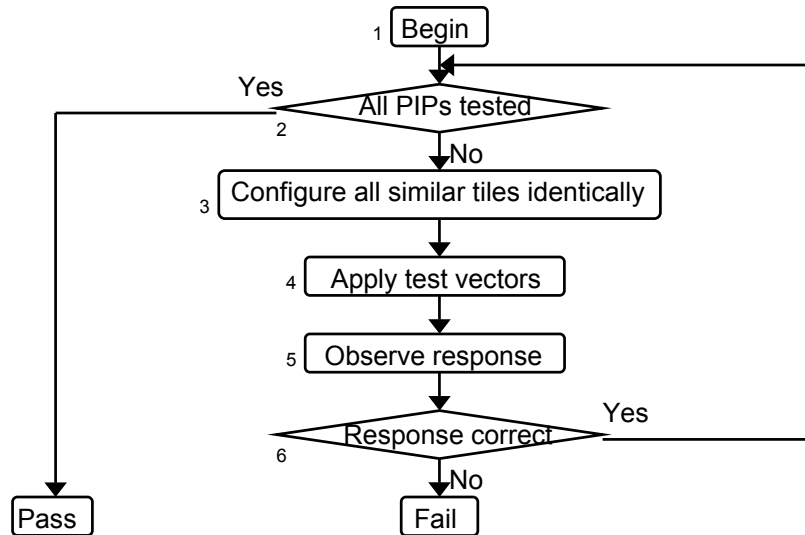 1 Begin
Yes
All PIPs tested
2
No
3 Configure all similar tiles identically
4 Apply test vectors
5 Observe response
Yes
Response correct
6
No
Pass
Fail